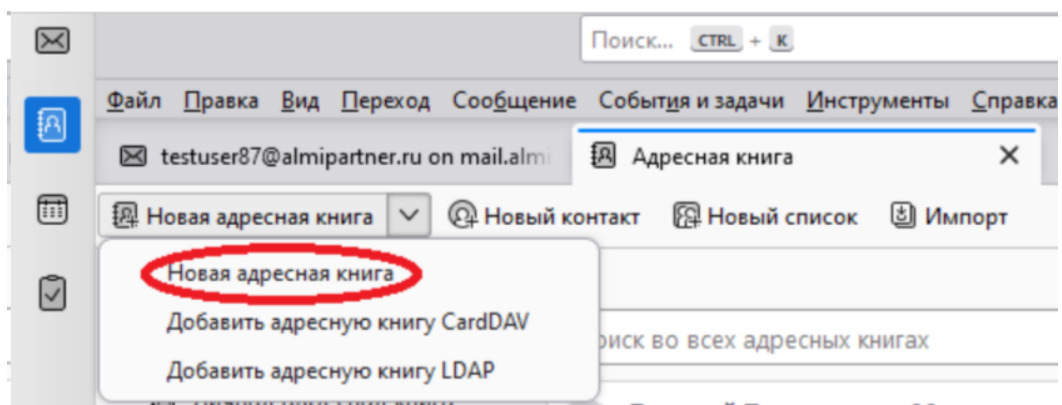 Поиск... CTRL + K
Файл Правка Вид Переход Сообщение События и задачи Инструменты Справка
testuser87@almipartner.ru on mail.almi
Адресная книга
Новая адресная книга Новый контакт Новый список Импорт
Новая адресная книга
Добавить адресную книгу CardDAV
Добавить адресную книгу LDAP
иск во всех адресных книгах